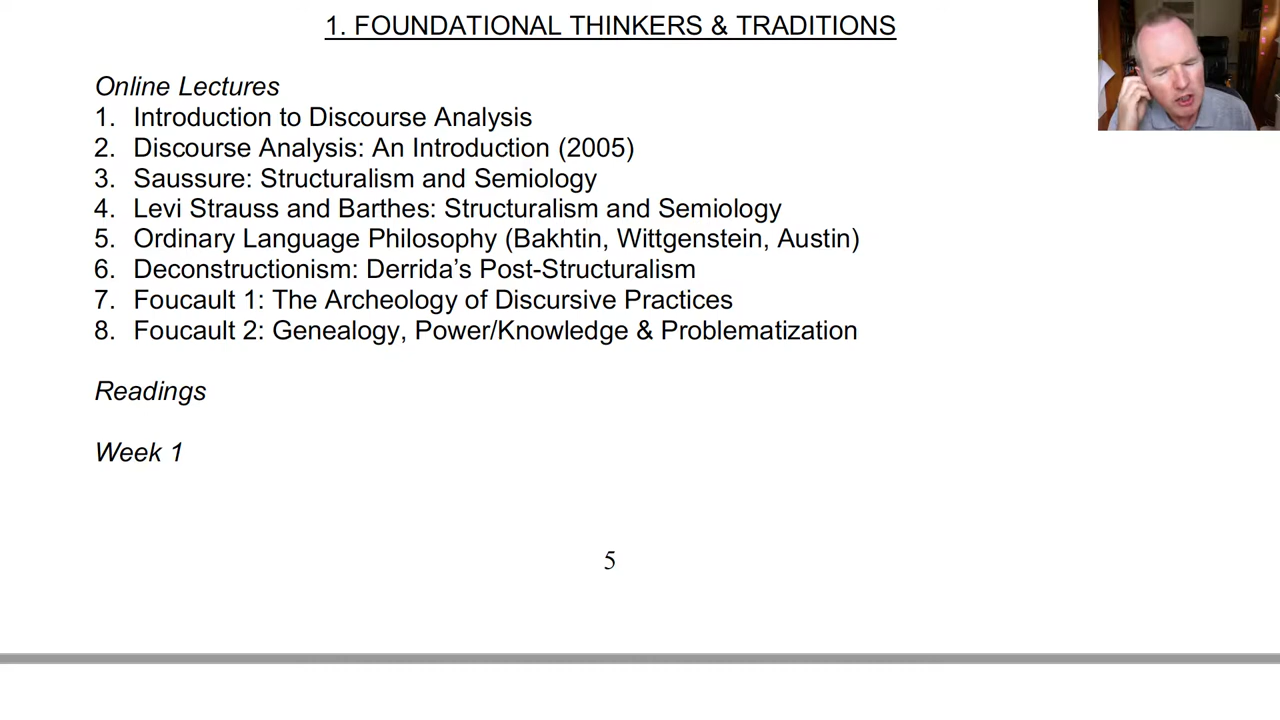 1. FOUNDATIONAL THINKERS & TRADITIONS
Online Lectures
1. Introduction to Discourse Analysis
2. Discourse Analysis: An Introduction (2005)
3. Saussure: Structuralism and Semiology
4. Levi Strauss and Barthes: Structuralism and Semiology
5. Ordinary Language Philosophy (Bakhtin, Wittgenstein, Austin)
6. Deconstructionism: Derrida’s Post-Structuralism
7. Foucault 1: The Archeology of Discursive Practices
8. Foucault 2: Genealogy, Power/Knowledge & Problematization
Readings
Week 1
5